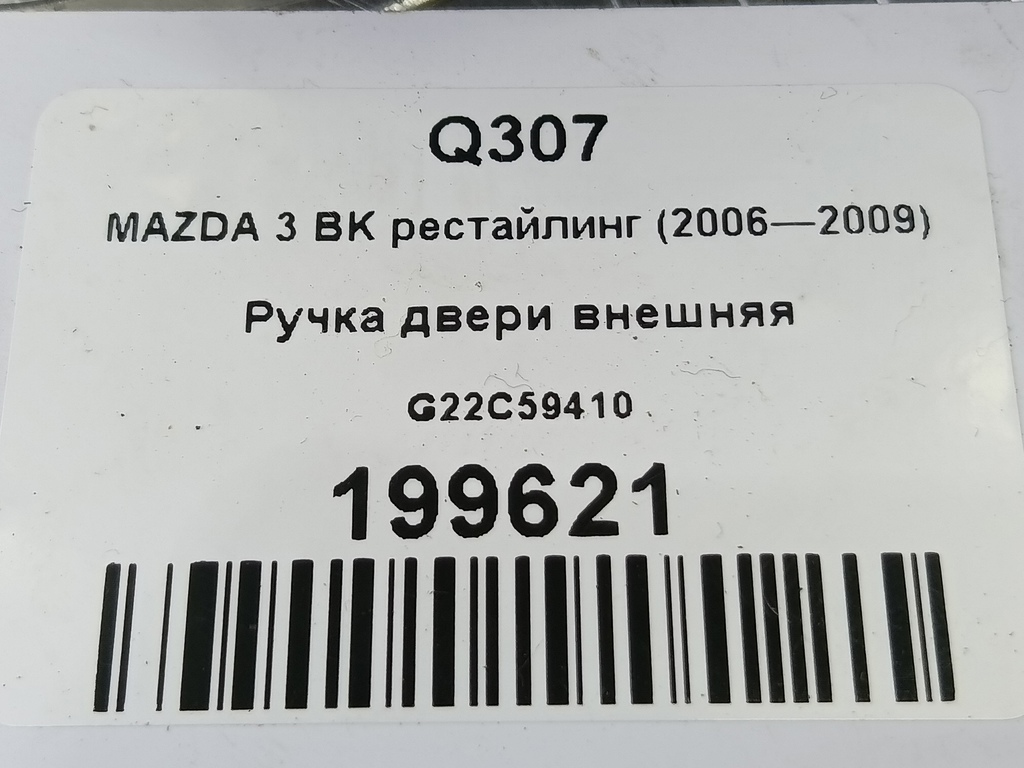 Q307
MAZDA 3 BK рестайлинг (2006—2009)
Ручка двери внешняя
G22C59410
199621